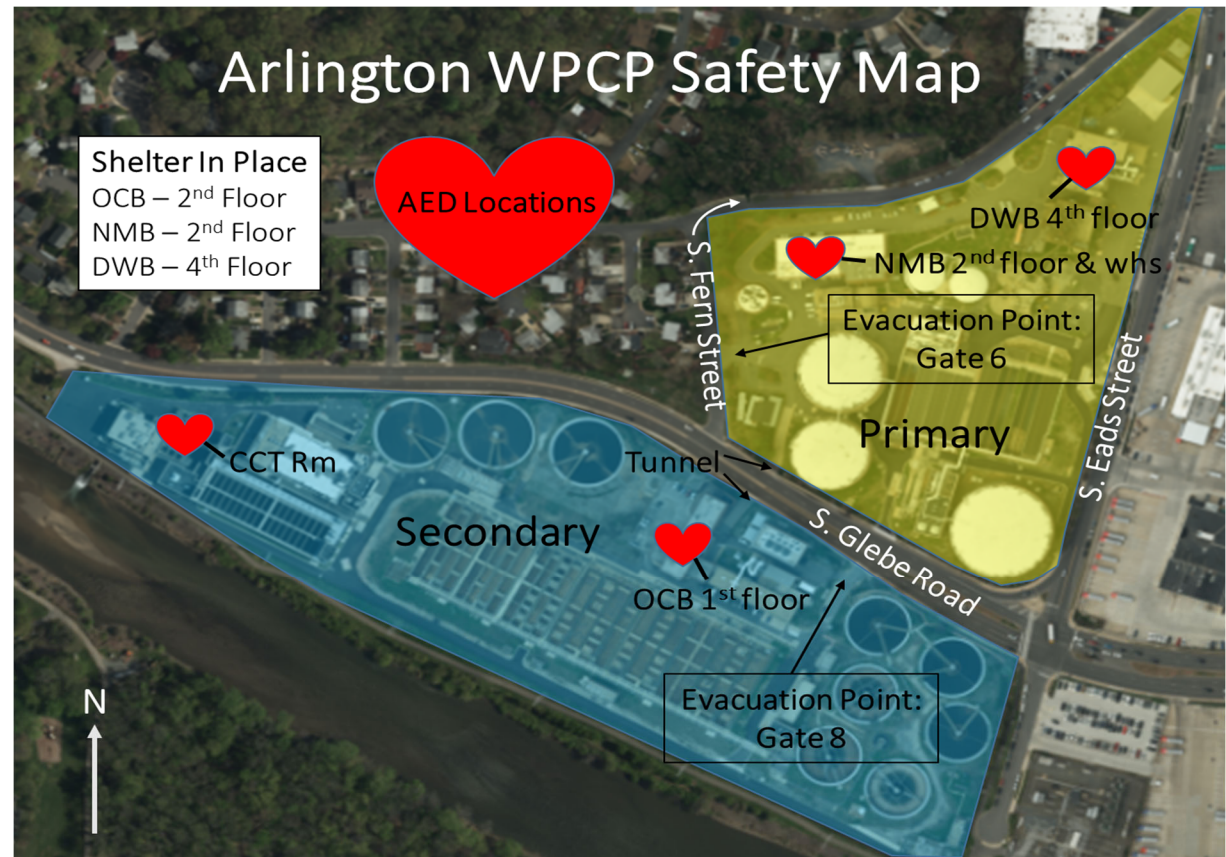 Arlington WPCP Safety Map
Shelter In Place
OCB – 2nd Floor
NMB – 2nd Floor
DWB – 4th Floor
AED Locations
DWB 4th floor
NMB 2nd floor & whs
S. Fern Street
Evacuation Point:
Gate 6
S. Eads Street
Primary
CCT Rm
Tunnel
Secondary
S. Glebe Road
OCB 1st floor
Evacuation Point:
Gate 8
N